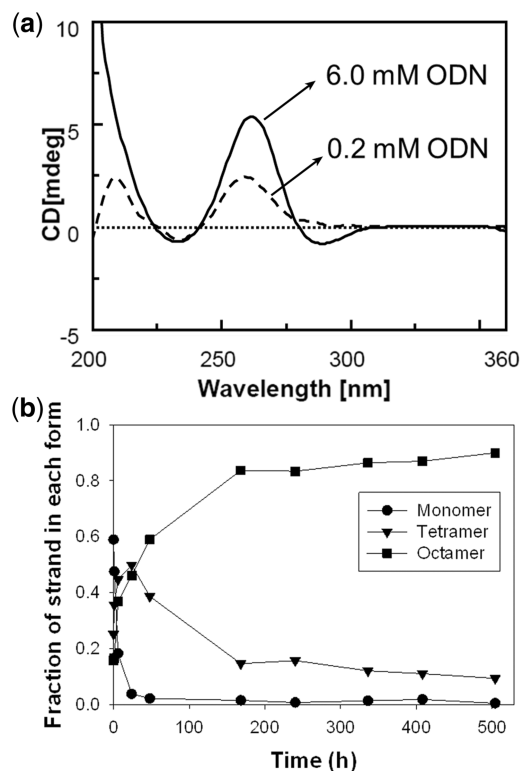 (a)
10
5
0
-5
CD[mdeg]
6.0 mM ODN
0.2 mM ODN
200 250 300 360
Wavelength [nm]
(b)
1.0
0.8
0.6
0.4
0.2
0.0
Fraction of strand in each form
Monomer
Tetramer
Octamer
0 100 200 300 400 500
Time (h)